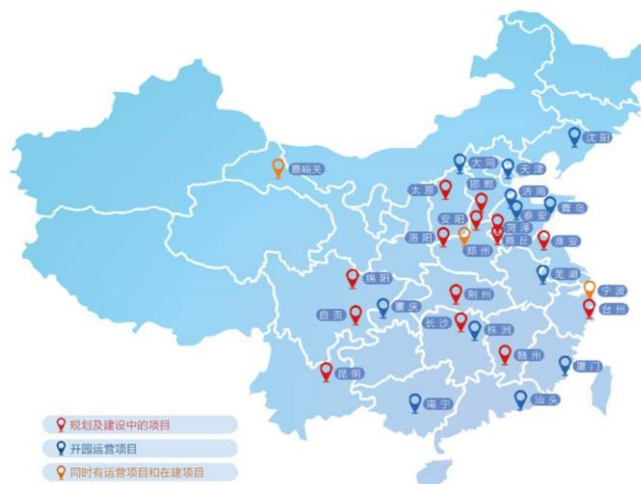 沈阳
大同
天津
嘉峪关
太原
邯郸
济南
泰安
青岛
安阳
菏泽
洛阳
郑州
商丘
淮安
绵阳
芜湖
宁波
荆州
台州
自贡
重庆
长沙
株洲
赣州
厦门
昆明
南宁
汕头
规划及建设中的项目
开园运营项目
同时有运营项目和在建项目